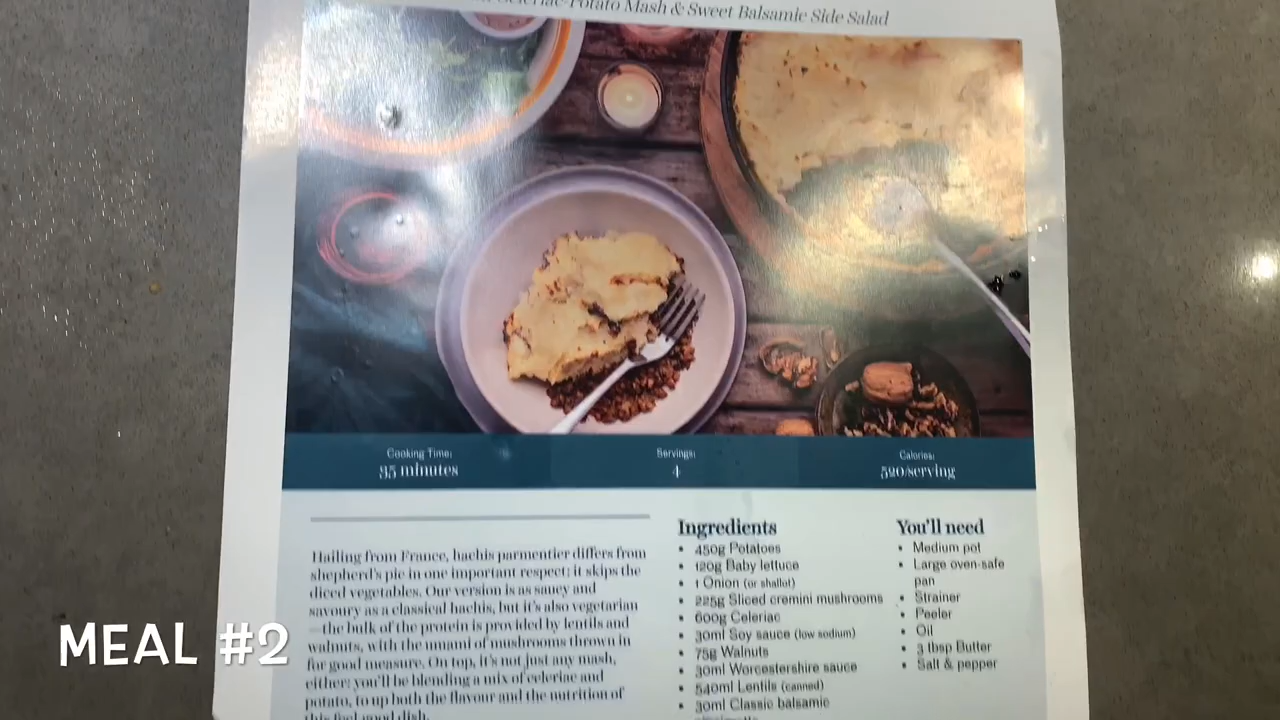 Celeriac-Potato Mash & Sweet Balsamic Side Salad
Cooking Time:
35 minutes
Servings:
4
Calories:
520/serving
Hailing from France, hachis parmentier differs from
shepherd's pie in one important respect: it skips the
diced vegetables. Our version is as saucy and
savoury as a classical hachis, but it's also vegetarian
—the bulk of the protein is provided by lentils and
walnuts, with the umami of mushrooms thrown in
for good measure. On top, it's not just any mash,
either: you'll be blending a mix of celeriac and
potato, to up both the flavour and the nutrition of
this feel good dish.
Ingredients
• 450g Potatoes
• 120g Baby lettuce
• 1 Onion (or shallot)
• 225g Sliced cremini mushrooms
• 600g Celeriac
• 30ml Soy sauce (low sodium)
• 75g Walnuts
• 30ml Worcestershire sauce
• 540ml Lentils (canned)
• 30ml Classic balsamic
You'll need
• Medium pot
• Large oven-safe
pan
• Strainer
• Peeler
• Oil
• 3 tbsp Butter
• Salt & pepper
MEAL #2